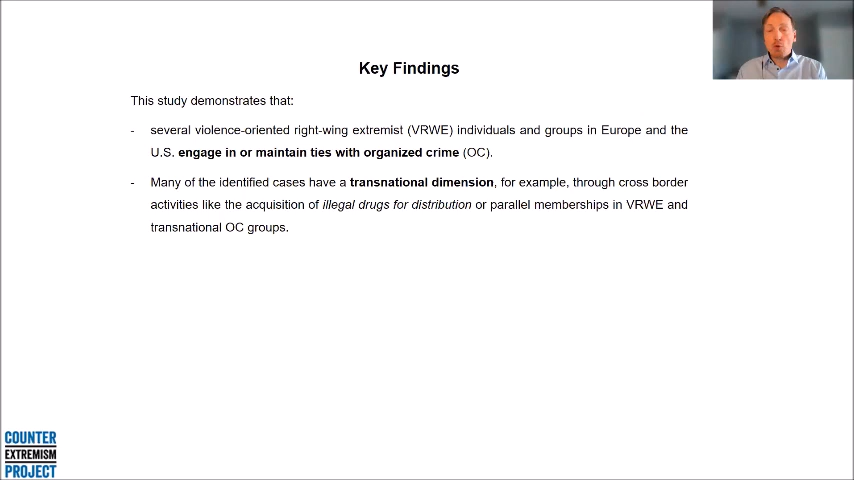 Key Findings
This study demonstrates that:
- several violence-oriented right-wing extremist (VRWE) individuals and groups in Europe and the
U.S. engage in or maintain ties with organized crime (OC).
- Many of the identified cases have a transnational dimension, for example, through cross border
activities like the acquisition of illegal drugs for distribution or parallel memberships in VRWE and
transnational OC groups.
COUNTER
EXTREMISM
PROJECT